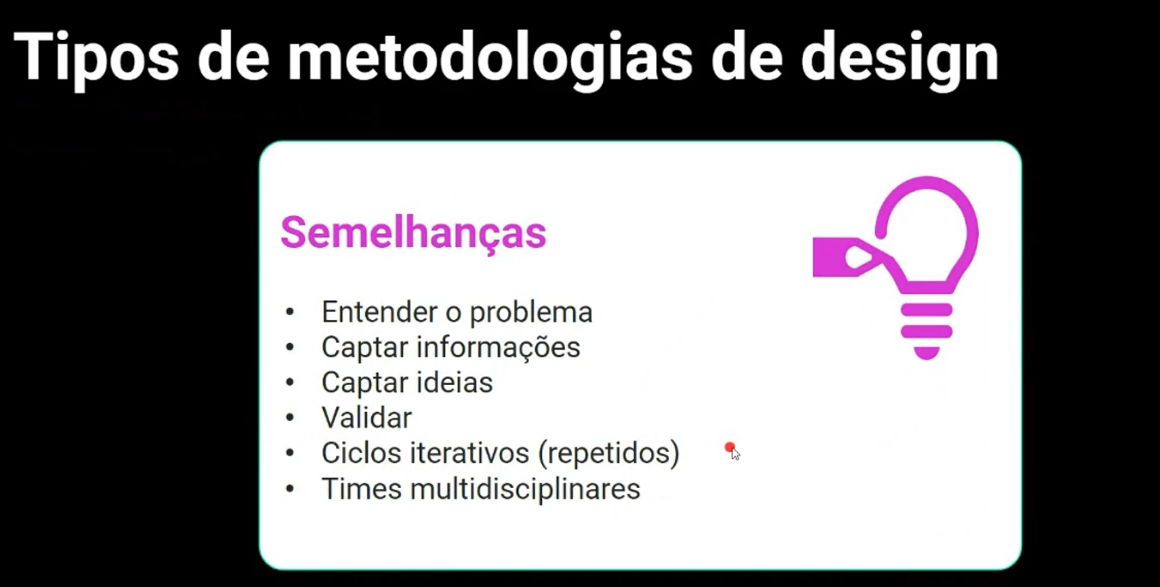 Tipos de metodologias de design
Semelhanças
• Entender o problema
• Captar informações
• Captar ideias
• Validar
• Ciclos iterativos (repetidos)
• Times multidisciplinares